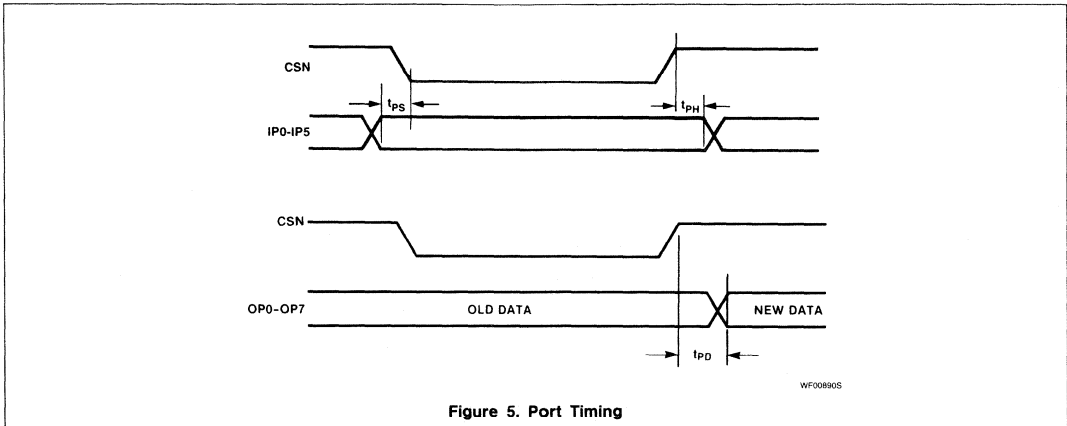 CSN
tPS
tPH
IP0-IP5
CSN
OP0-OP7
OLD DATA
NEW DATA
tPD
WF00890S
Figure 5. Port Timing